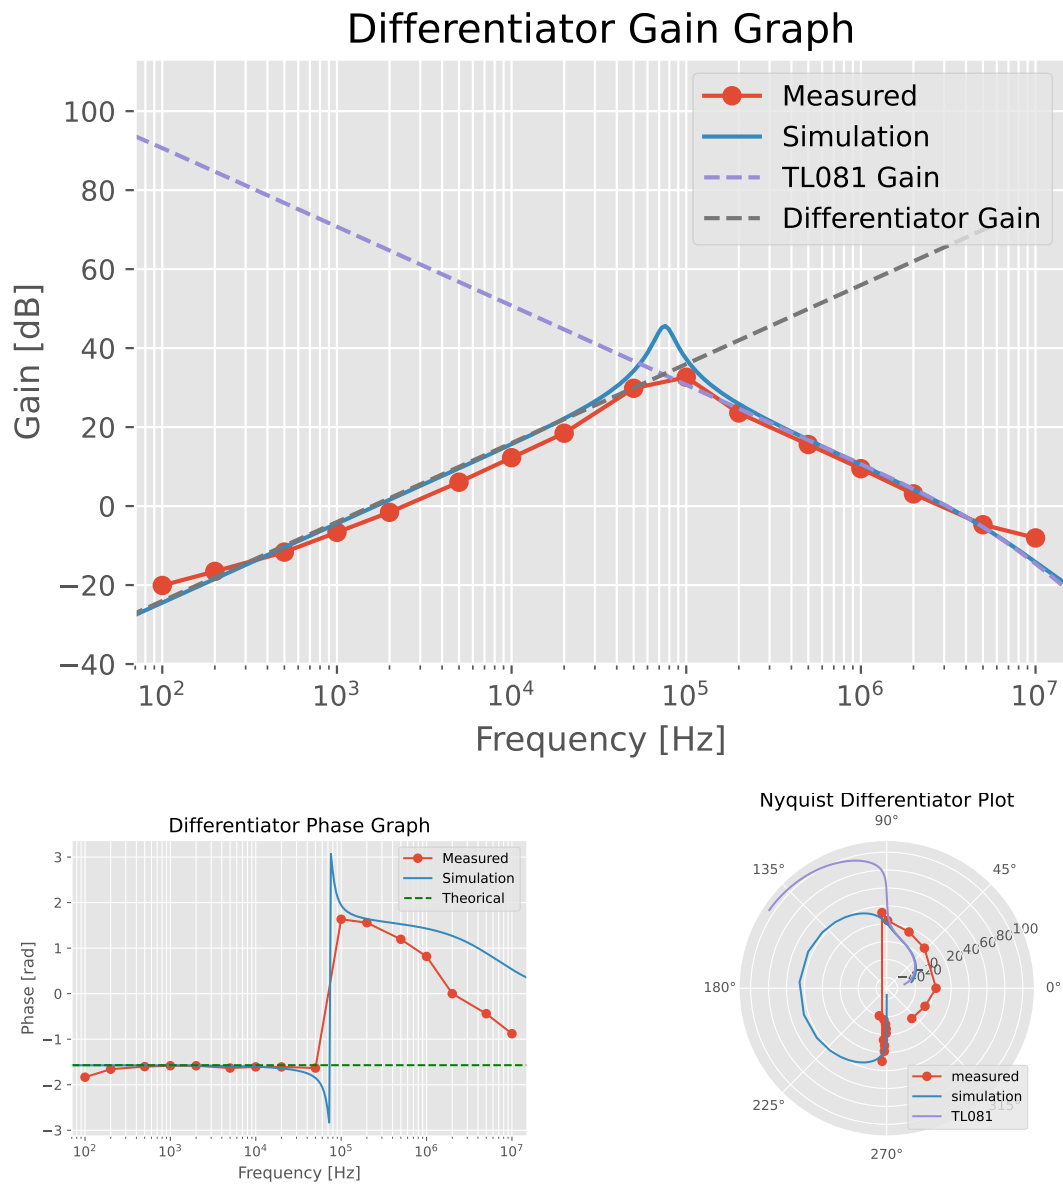 Differentiator Gain Graph
Measured
Simulation
TL081 Gain
Differentiator Gain
100
80
60
40
20
0
−20
−40
Gain [dB]
10² 10³ 10⁴ 10⁵ 10⁶ 10⁷
Frequency [Hz]
Differentiator Phase Graph
Measured
Simulation
Theorical
3
2
1
0
−1
−2
−3
Phase [rad]
10² 10³ 10⁴ 10⁵ 10⁶ 10⁷
Frequency [Hz]
Nyquist Differentiator Plot
90°
135° 45°
−40 −20 0 20 40 60 80 100
180° 0°
225° 315°
270°
measured
simulation
TL081